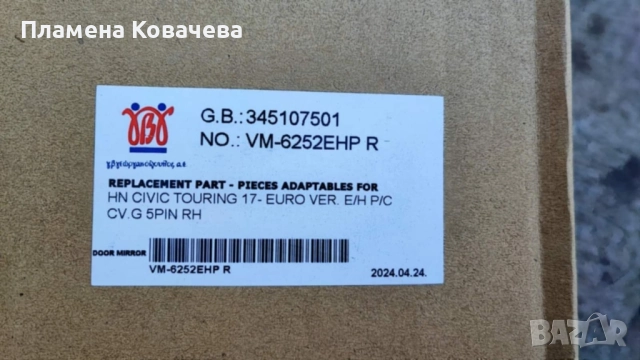 Пламена Ковачева
G.B.:345107501
NO.: VM-6252EHP R
REPLACEMENT PART - PIECES ADAPTABLES FOR
HN CIVIC TOURING 17- EURO VER. E/H P/C
CV.G 5PIN RH
DOOR MIRROR
VM-6252EHP R
2024.04.24.
BAZAR